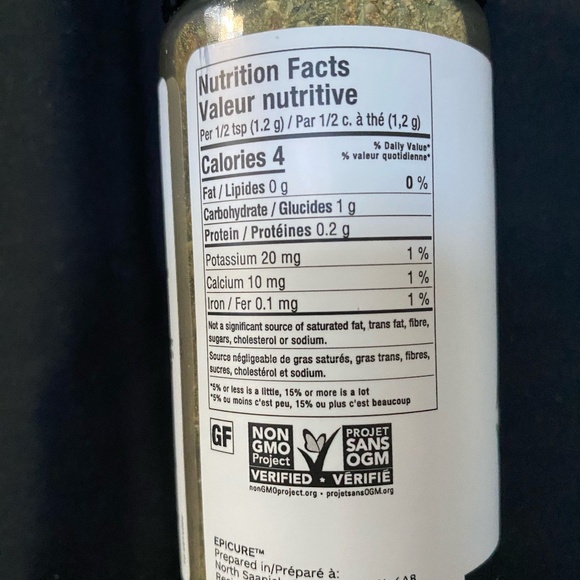 Nutrition Facts
Valeur nutritive
Per 1/2 tsp (1.2 g) / Par 1/2 c. à thé (1,2 g)
Calories 4
% Daily Value*
% valeur quotidienne*
Fat / Lipides 0 g 0 %
Carbohydrate / Glucides 1 g
Protein / Protéines 0.2 g
Potassium 20 mg 1 %
Calcium 10 mg 1 %
Iron / Fer 0.1 mg 1 %
Not a significant source of saturated fat, trans fat, fibre,
sugars, cholesterol or sodium.
Source négligeable de gras saturés, gras trans, fibres,
sucres, cholestérol et sodium.
*5% or less is a little, 15% or more is a lot
*5% ou moins c'est peu, 15% ou plus c'est beaucoup
GF
NON
GMO
Project
PROJET
SANS
OGM
VERIFIED • VÉRIFIÉ
nonGMOproject.org • projetsansOGM.org
EPICURE™
Prepared in/Préparé à:
North